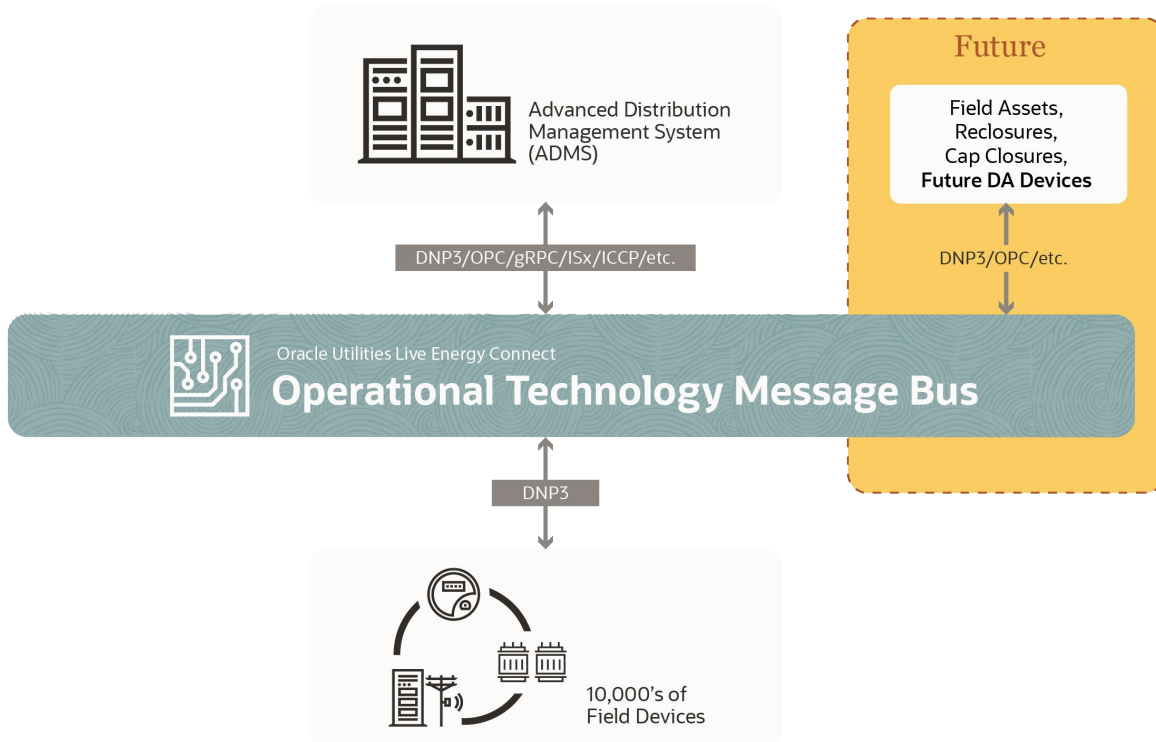 Future
Advanced Distribution
Management System
(ADMS)
Field Assets,
Reclosures,
Cap Closures,
Future DA Devices
DNP3/OPC/gRPC/ISx/ICCP/etc.
DNP3/OPC/etc.
Oracle Utilities Live Energy Connect
Operational Technology Message Bus
DNP3
10,000's of
Field Devices